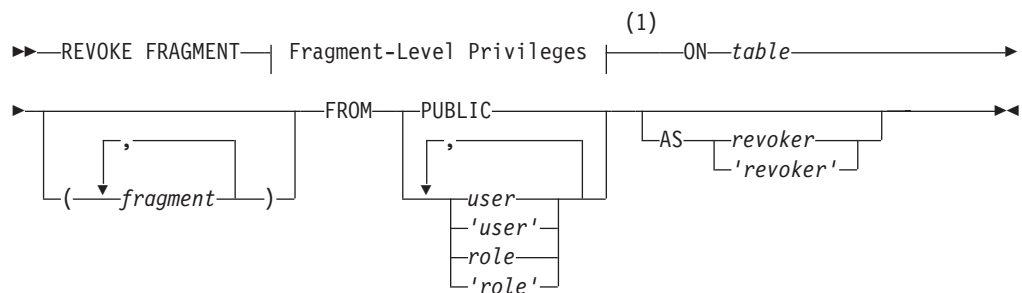 (1)
REVOKE FRAGMENT Fragment-Level Privileges ON table
FROM PUBLIC
, , AS revoker
'revoker'
( fragment ) user
'user'
role
'role'